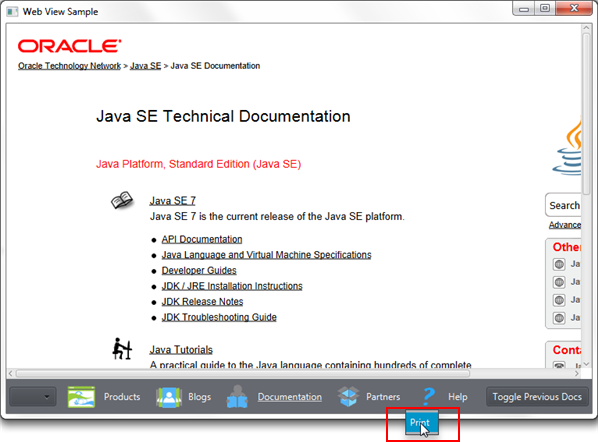 Web View Sample
ORACLE
Oracle Technology Network > Java SE > Java SE Documentation
Java SE Technical Documentation
Java Platform, Standard Edition (Java SE)
Java SE 7
Java SE 7 is the current release of the Java SE platform.
Search
Advance
• API Documentation
• Java Language and Virtual Machine Specifications
• Developer Guides
• JDK / JRE Installation Instructions
• JDK Release Notes
• JDK Troubleshooting Guide
Othe
Ja
Ja
Ja
Ja
Java Tutorials
A practical guide to the Java language containing hundreds of complete
Conta
Products
Blogs
Documentation
Partners
?
Help
Toggle Previous Docs
Print